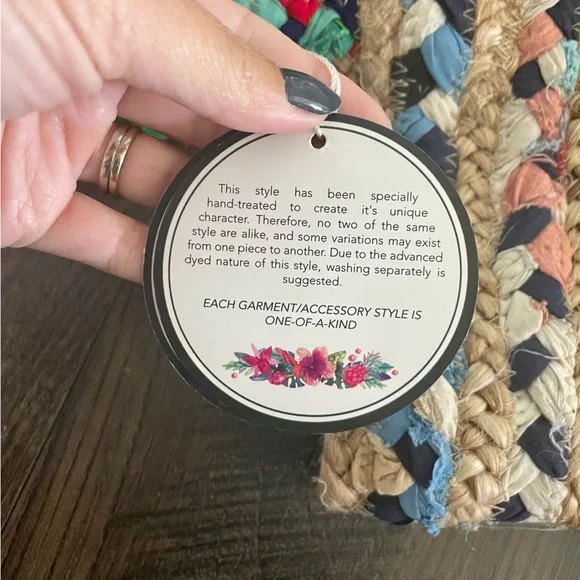 This style has been specially
hand-treated to create it's unique
character. Therefore, no two of the same
style are alike, and some variations may exist
from one piece to another. Due to the advanced
dyed nature of this style, washing separately is
suggested.
EACH GARMENT/ACCESSORY STYLE IS
ONE-OF-A-KIND